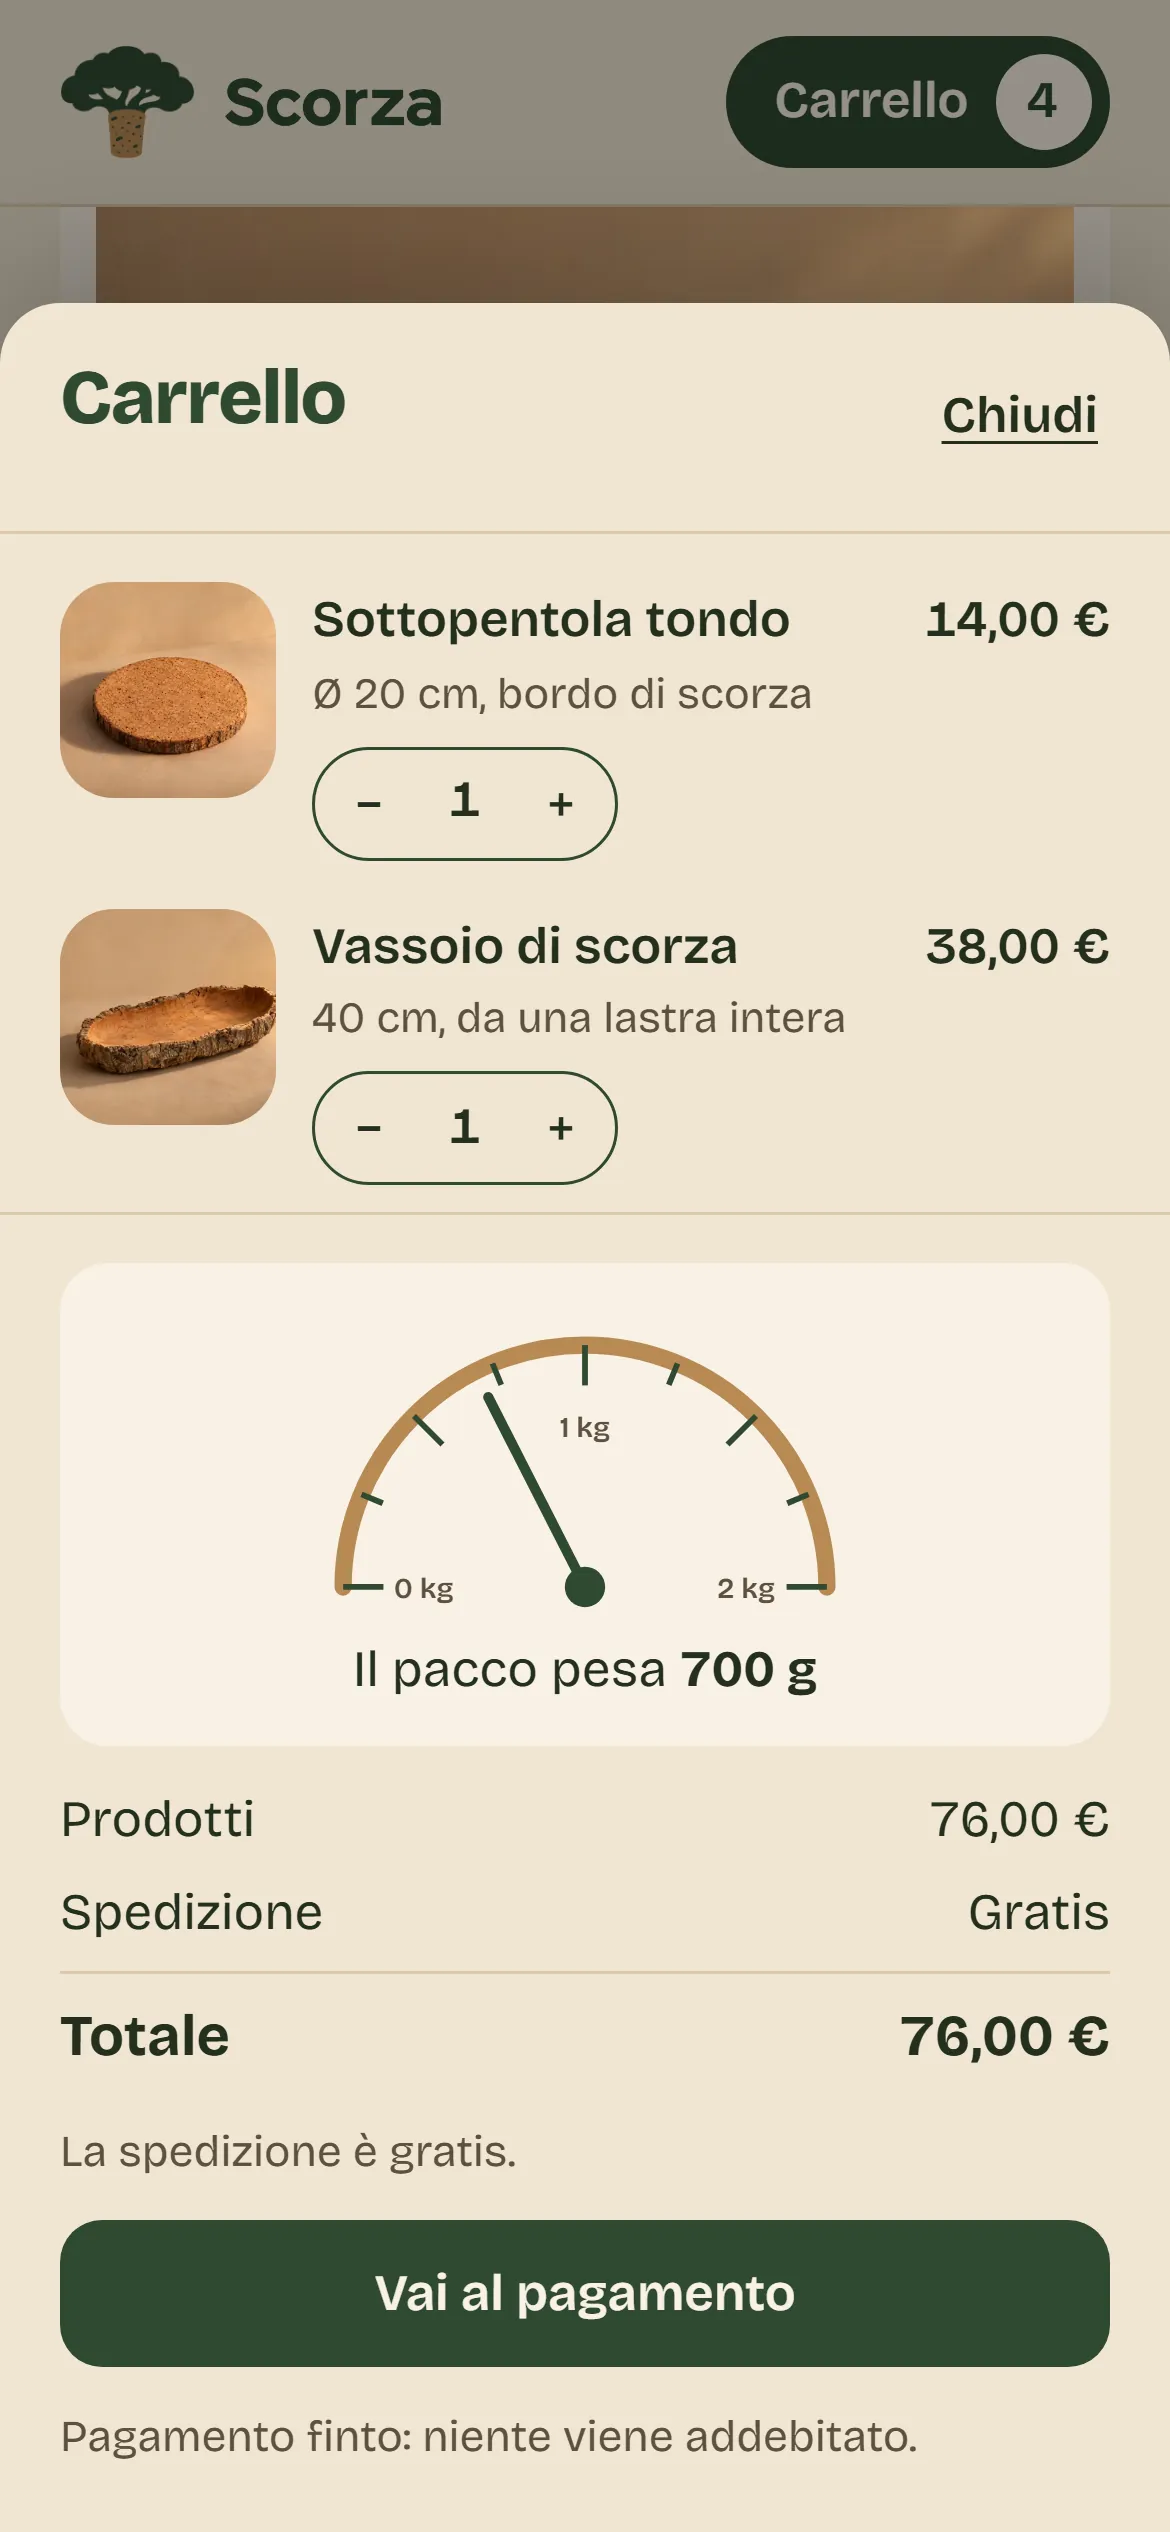 Scorza
Carrello 4
Carrello
Chiudi
Sottopentola tondo 14,00 €
Ø 20 cm, bordo di scorza
– 1 +
Vassoio di scorza 38,00 €
40 cm, da una lastra intera
– 1 +
1 kg
0 kg 2 kg
Il pacco pesa 700 g
Prodotti 76,00 €
Spedizione Gratis
Totale 76,00 €
La spedizione è gratis.
Vai al pagamento
Pagamento finto: niente viene addebitato.